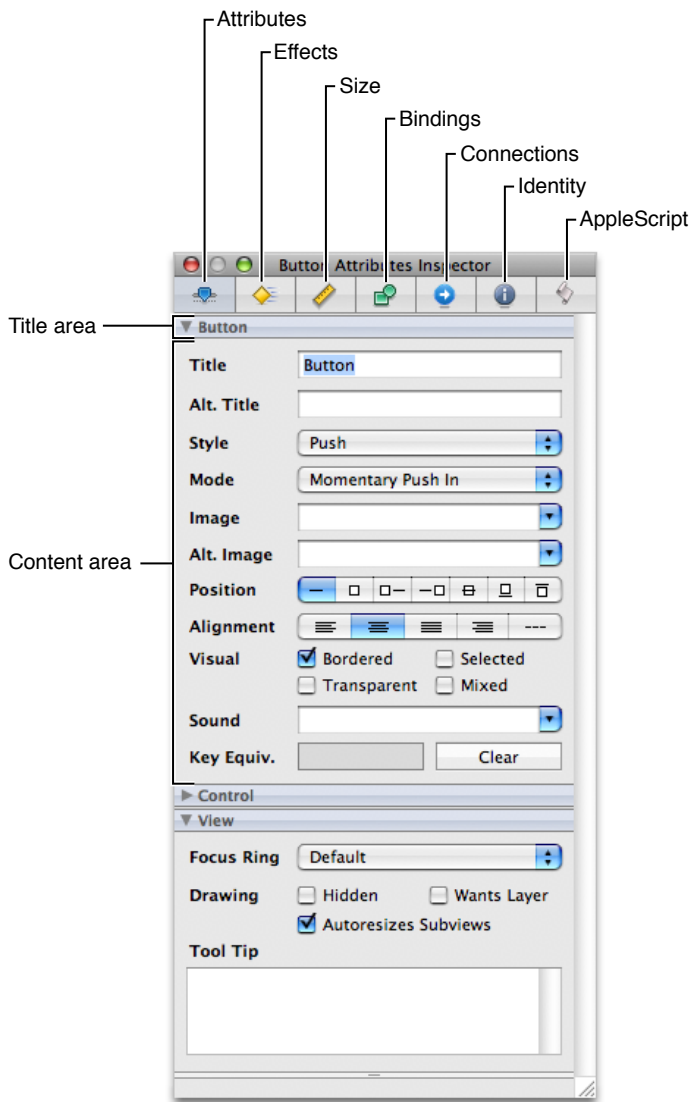 Attributes
Effects
Size
Bindings
Connections
Identity
AppleScript
Button Attributes Inspector
Title area
Button
Title
Button
Alt. Title
Style
Push
Mode
Momentary Push In
Image
Content area
Alt. Image
Position
Alignment
Visual
Bordered
Selected
Transparent
Mixed
Sound
Key Equiv.
Clear
Control
View
Focus Ring
Default
Drawing
Hidden
Wants Layer
Autoresizes Subviews
Tool Tip